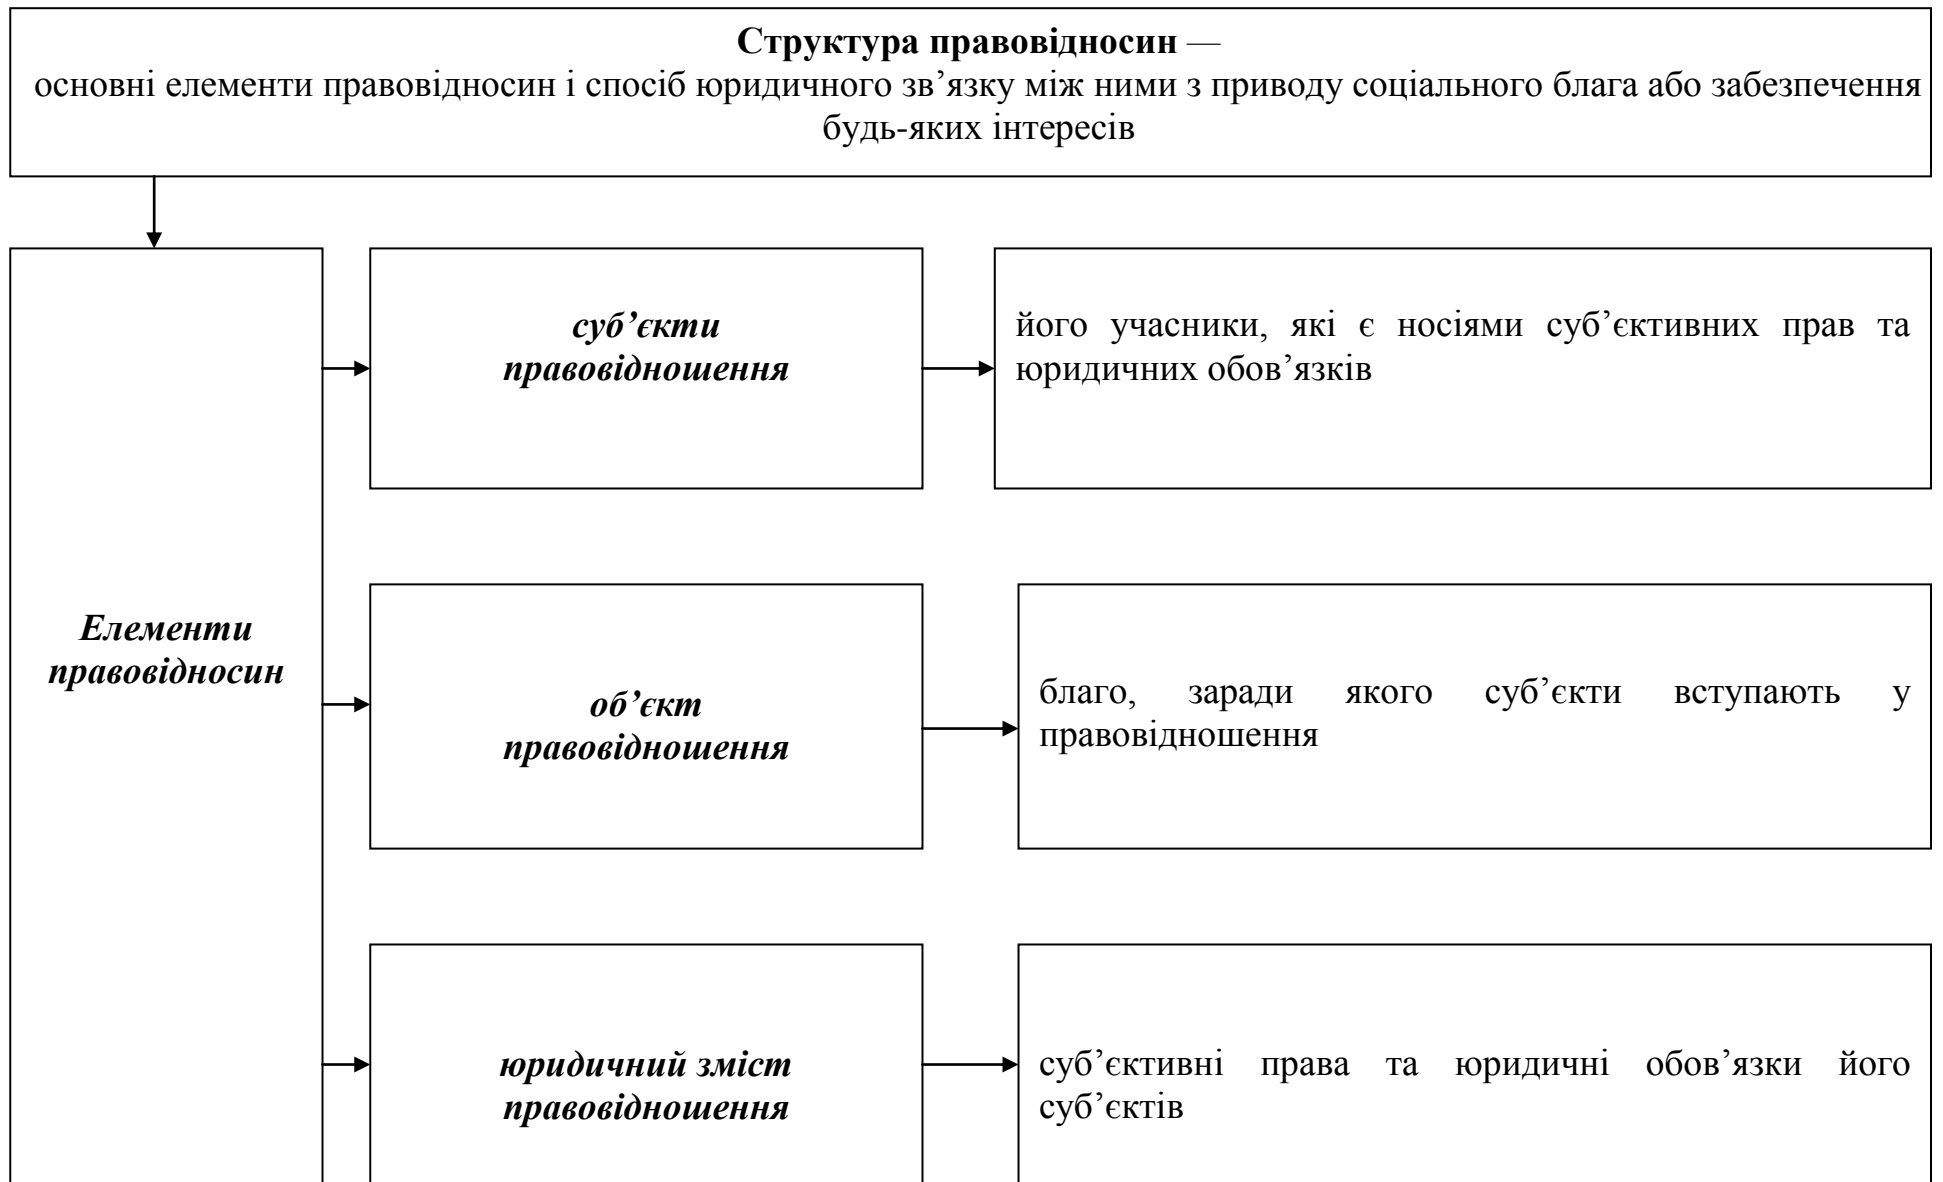 Структура правовідносин —
основні елементи правовідносин і спосіб юридичного зв’язку між ними з приводу соціального блага або забезпечення
будь-яких інтересів
Елементи
правовідносин
суб’єкти
правовідношення
його учасники, які є носіями суб’єктивних прав та
юридичних обов’язків
об’єкт
правовідношення
благо, заради якого суб’єкти вступають у
правовідношення
юридичний зміст
правовідношення
суб’єктивні права та юридичні обов’язки його
суб’єктів